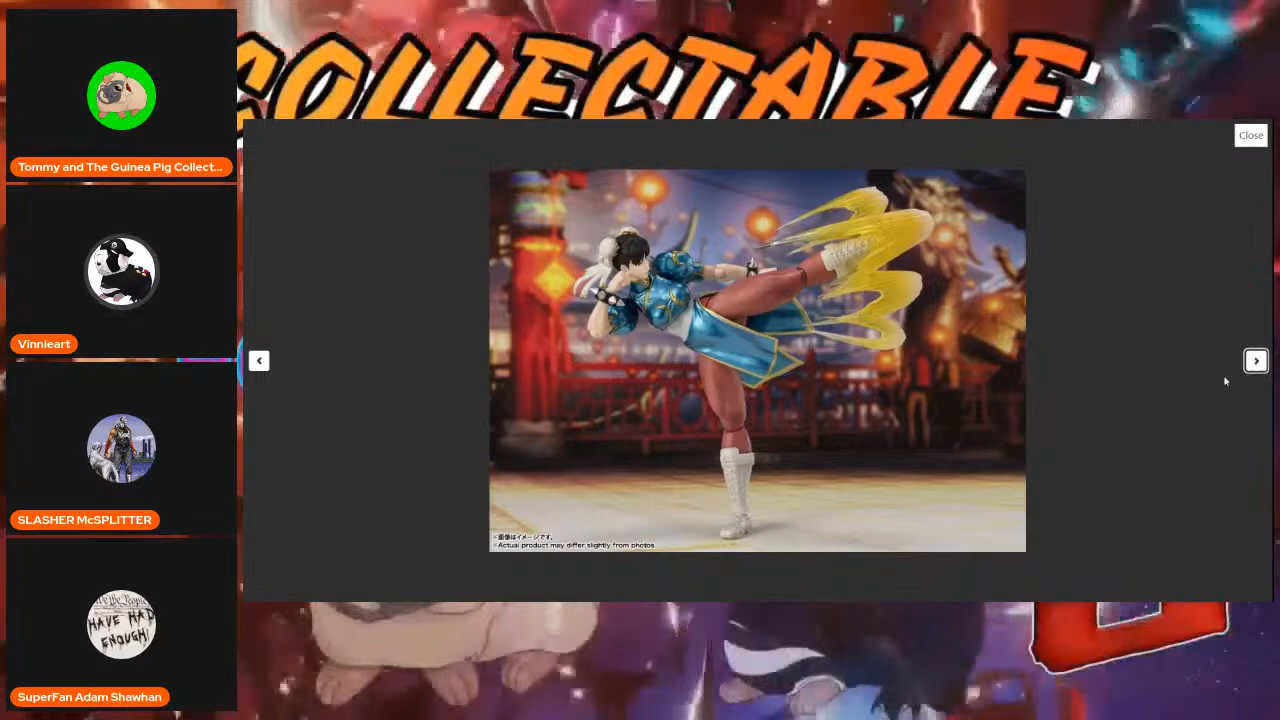 COLLECTABLE
Close
Tommy and The Guinea Pig Collect...
Vinnieart
SLASHER McSPLITTER
We the People
HAVE HAD
ENOUGH
SuperFan Adam Shawhan
※画像はイメージです。
※Actual product may differ slightly from photos.